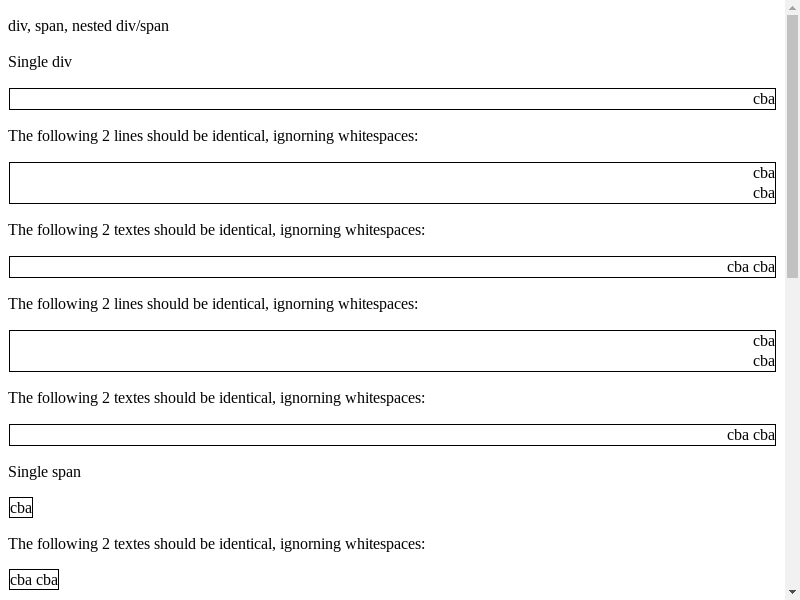 div, span, nested div/span
Single div
cba
The following 2 lines should be identical, ignorning whitespaces:
cba
cba
The following 2 textes should be identical, ignorning whitespaces:
cba cba
The following 2 lines should be identical, ignorning whitespaces:
cba
cba
The following 2 textes should be identical, ignorning whitespaces:
cba cba
Single span
cba
The following 2 textes should be identical, ignorning whitespaces:
cba cba